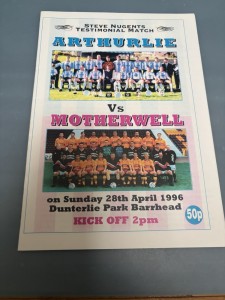 STEVE NUGENTS
TESTIMONIAL MATCH
ARTHURLIE
Vs
MOTHERWELL
on Sunday 28th April 1996
Dunterlie Park Barrhead
KICK OFF 2pm
50p